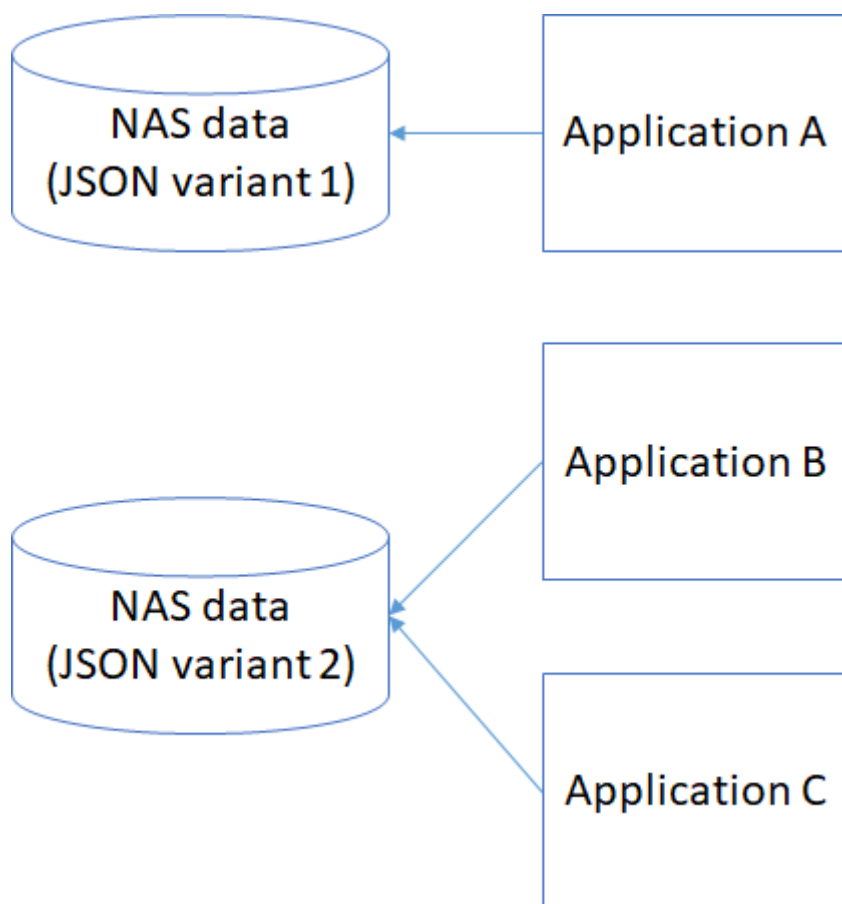 NAS data
(JSON variant 1)
Application A
Application B
NAS data
(JSON variant 2)
Application C